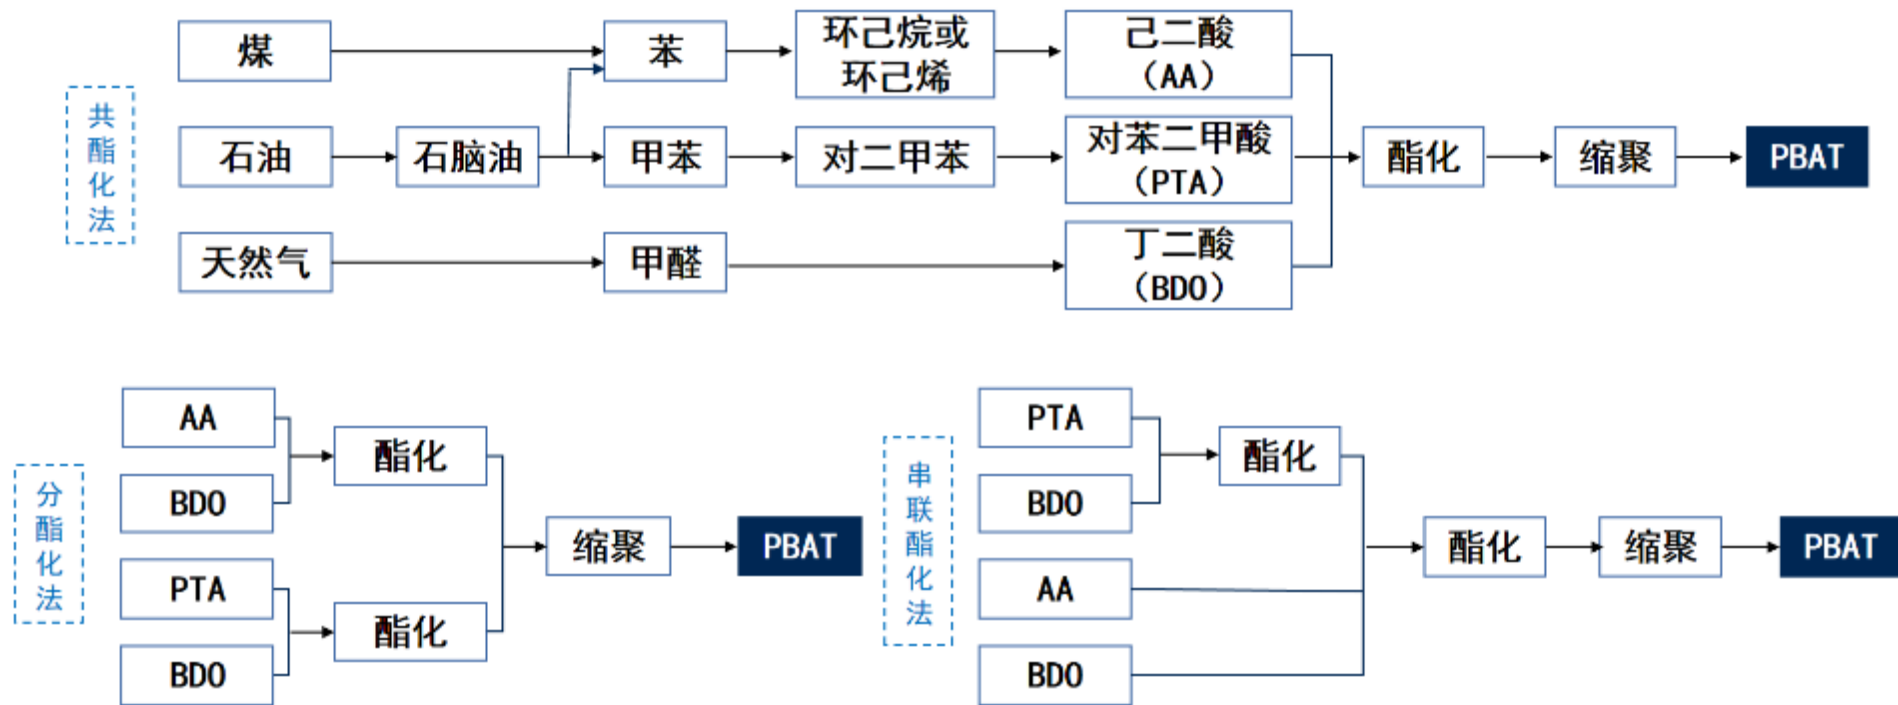 共酯化法
煤
苯
环己烷或
环己烯
己二酸
（AA）
石油
石脑油
甲苯
对二甲苯
对苯二甲酸
（PTA）
酯化
缩聚
PBAT
天然气
甲醛
丁二酸
（BDO）
分酯化法
AA
BDO
酯化
PTA
BDO
酯化
缩聚
PBAT
串联酯化法
PTA
BDO
酯化
AA
BDO
酯化
缩聚
PBAT